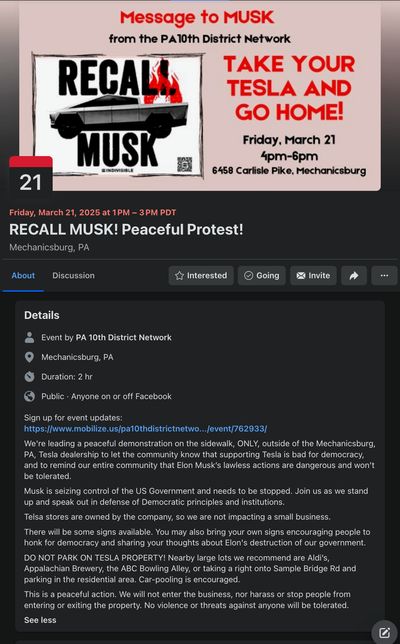 Message to MUSK
from the PA10th District Network
RECALL
MUSK
@INDIVISIBLE
TAKE YOUR
TESLA AND
GO HOME!
Friday, March 21
4pm-6pm
6458 Carlisle Pike, Mechanicsburg
21
Friday, March 21, 2025 at 1 PM – 3 PM PDT
RECALL MUSK! Peaceful Protest!
Mechanicsburg, PA
About
Discussion
Interested
Going
Invite
Details
Event by PA 10th District Network
Mechanicsburg, PA
Duration: 2 hr
Public · Anyone on or off Facebook
Sign up for event updates:
https://www.mobilize.us/pa10thdistrictnetwo.../event/762933/
We're leading a peaceful demonstration on the sidewalk, ONLY, outside of the Mechanicsburg,
PA, Tesla dealership to let the community know that supporting Tesla is bad for democracy,
and to remind our entire community that Elon Musk's lawless actions are dangerous and won't
be tolerated.
Musk is seizing control of the US Government and needs to be stopped. Join us as we stand
up and speak out in defense of Democratic principles and institutions.
Telsa stores are owned by the company, so we are not impacting a small business.
There will be some signs available. You may also bring your own signs encouraging people to
honk for democracy and sharing your thoughts about Elon's destruction of our government.
DO NOT PARK ON TESLA PROPERTY! Nearby large lots we recommend are Aldi's,
Appalachian Brewery, the ABC Bowling Alley, or taking a right onto Sample Bridge Rd and
parking in the residential area. Car-pooling is encouraged.
This is a peaceful action. We will not enter the business, nor harass or stop people from
entering or exiting the property. No violence or threats against anyone will be tolerated.
See less